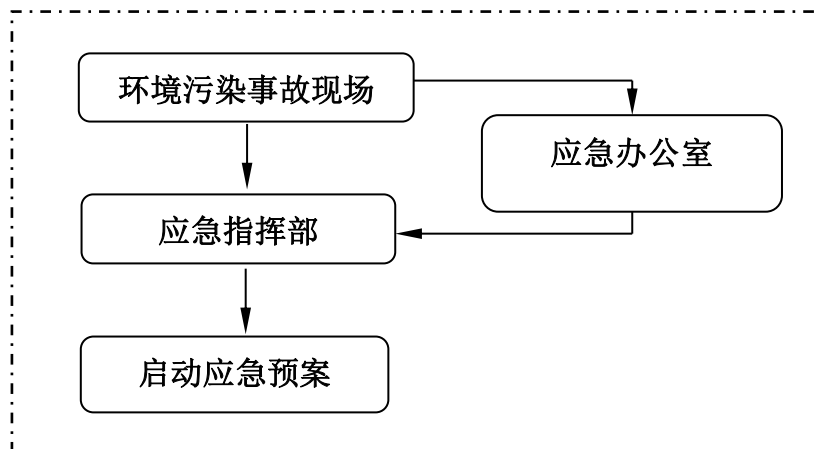 环境污染事故现场
应急办公室
应急指挥部
启动应急预案